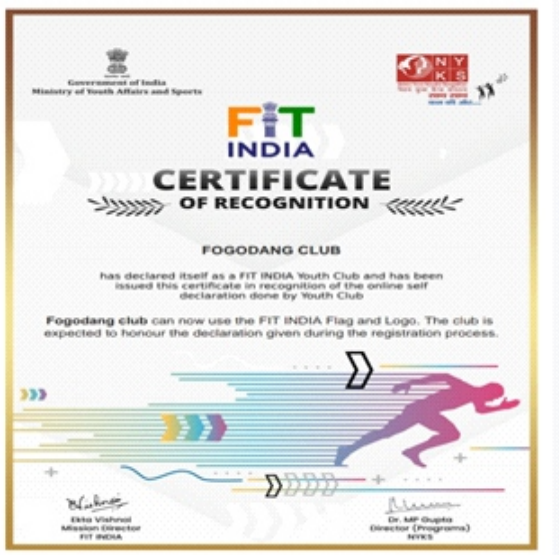 Government of India
Ministry of Youth Affairs and Sports
NY
KS
FIT
INDIA
CERTIFICATE
OF RECOGNITION
FOGODANG CLUB
has declared itself as a FIT INDIA Youth Club and has been
issued this certificate in recognition of the online self
declaration done by Youth Club
Fogodang club can now use the FIT INDIA Flag and Logo. The club is
expected to honour the declaration given during the registration process.
Ekta Vishnoi
Mission Director
FIT INDIA
Dr. MP Gupta
Director (Programs)
NYKS